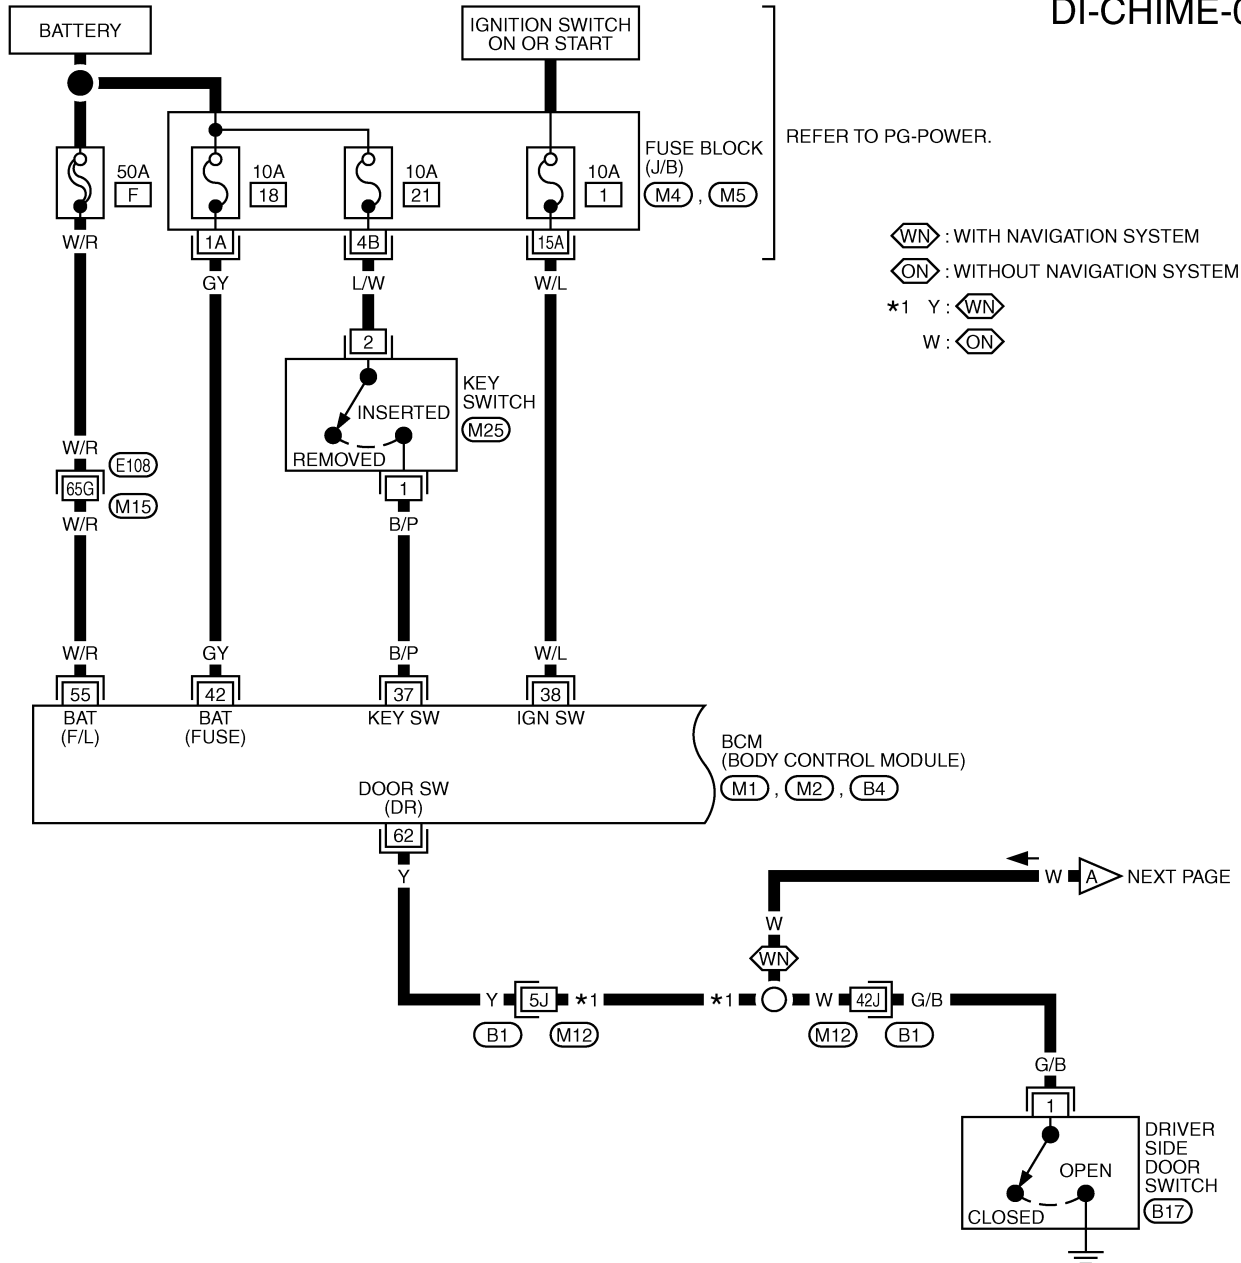 DI-CHIME-0
BATTERY
IGNITION SWITCH
ON OR START
REFER TO PG-POWER.
FUSE BLOCK
(J/B)
M4 , M5
50A
F
10A
18
10A
21
10A
1
W/R
1A
4B
15A
GY
L/W
W/L
WN : WITH NAVIGATION SYSTEM
ON : WITHOUT NAVIGATION SYSTEM
*1 Y : WN
W : ON
2
KEY
SWITCH
M25
INSERTED
REMOVED
W/R
E108
65G
M15
W/R
1
B/P
W/R
GY
B/P
W/L
55
42
37
38
BAT
(F/L)
BAT
(FUSE)
KEY SW
IGN SW
BCM
(BODY CONTROL MODULE)
M1 , M2 , B4
DOOR SW
(DR)
62
Y
W
A
NEXT PAGE
W
WN
Y
5J
*1
*1
W
42J
G/B
B1
M12
M12
B1
G/B
1
DRIVER
SIDE
DOOR
SWITCH
B17
OPEN
CLOSED